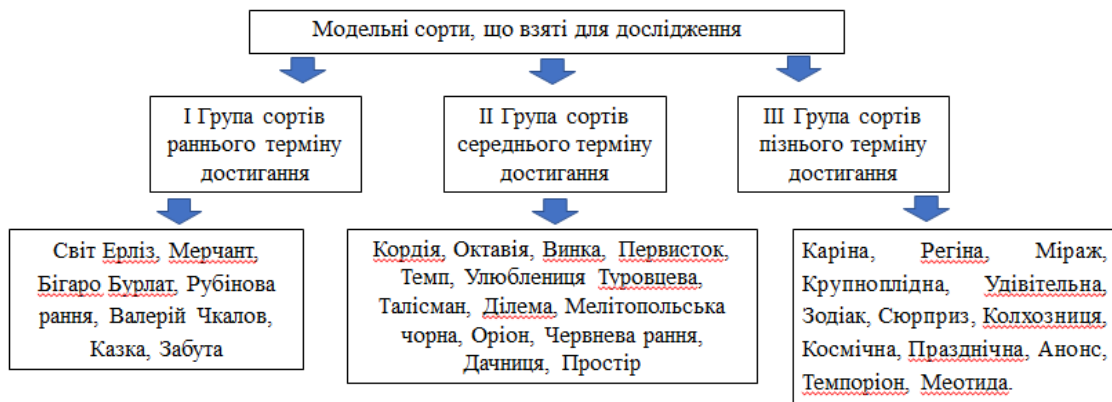 Модельні сорти, що взяті для дослідження
І Група сортів
раннього терміну
достигання
ІІ Група сортів
середнього терміну
достигання
ІІІ Група сортів
пізнього терміну
достигання
Світ Ерліз, Мерчант,
Бігаро Бурлат, Рубінова
рання, Валерій Чкалов,
Казка, Забута
Кордія, Октавія, Винка, Первисток,
Темп, Улюблениця Туровцева,
Талісман, Ділема, Мелітопольська
чорна, Оріон, Червнева рання,
Дачниця, Простір
Каріна, Регіна, Міраж,
Крупноплідна, Удівітельна,
Зодіак, Сюрприз, Колхозниця,
Космічна, Празднічна, Анонс,
Темпоріон, Меотида.